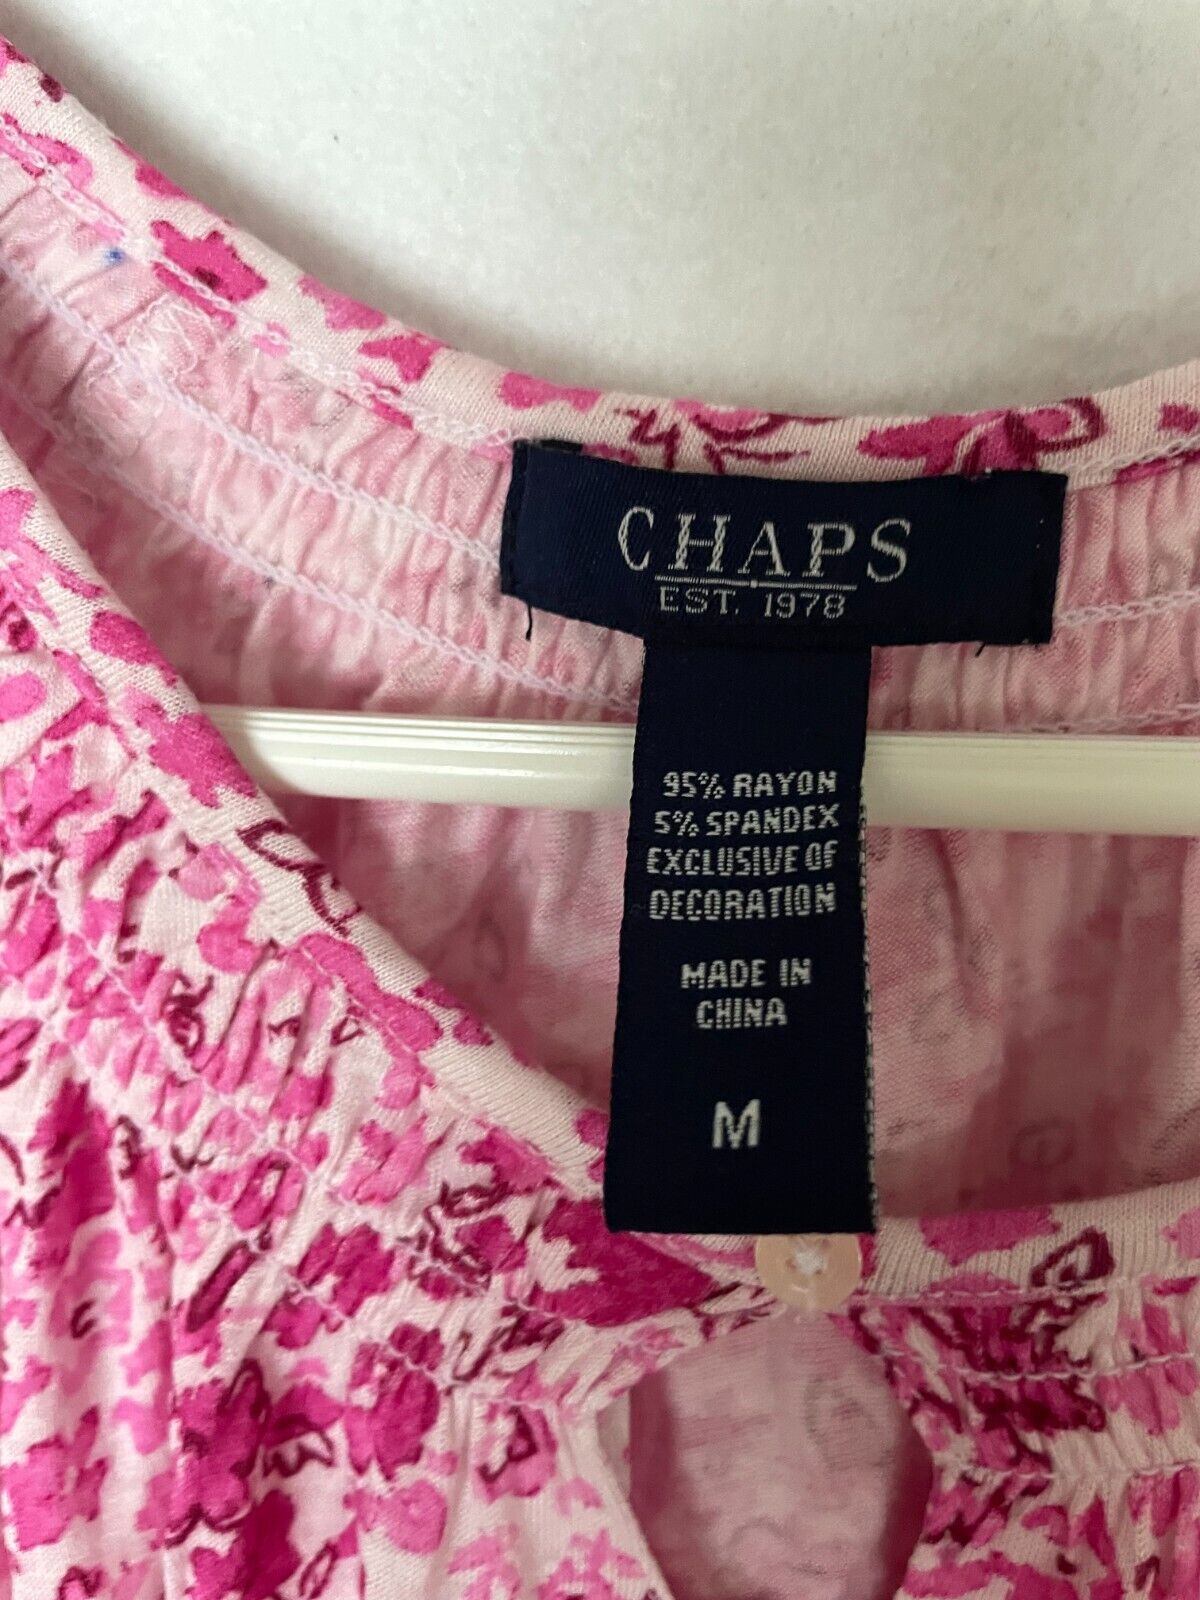 CHAPS
EST. 1978
95% RAYON
5% SPANDEX
EXCLUSIVE OF
DECORATION
MADE IN
CHINA
M